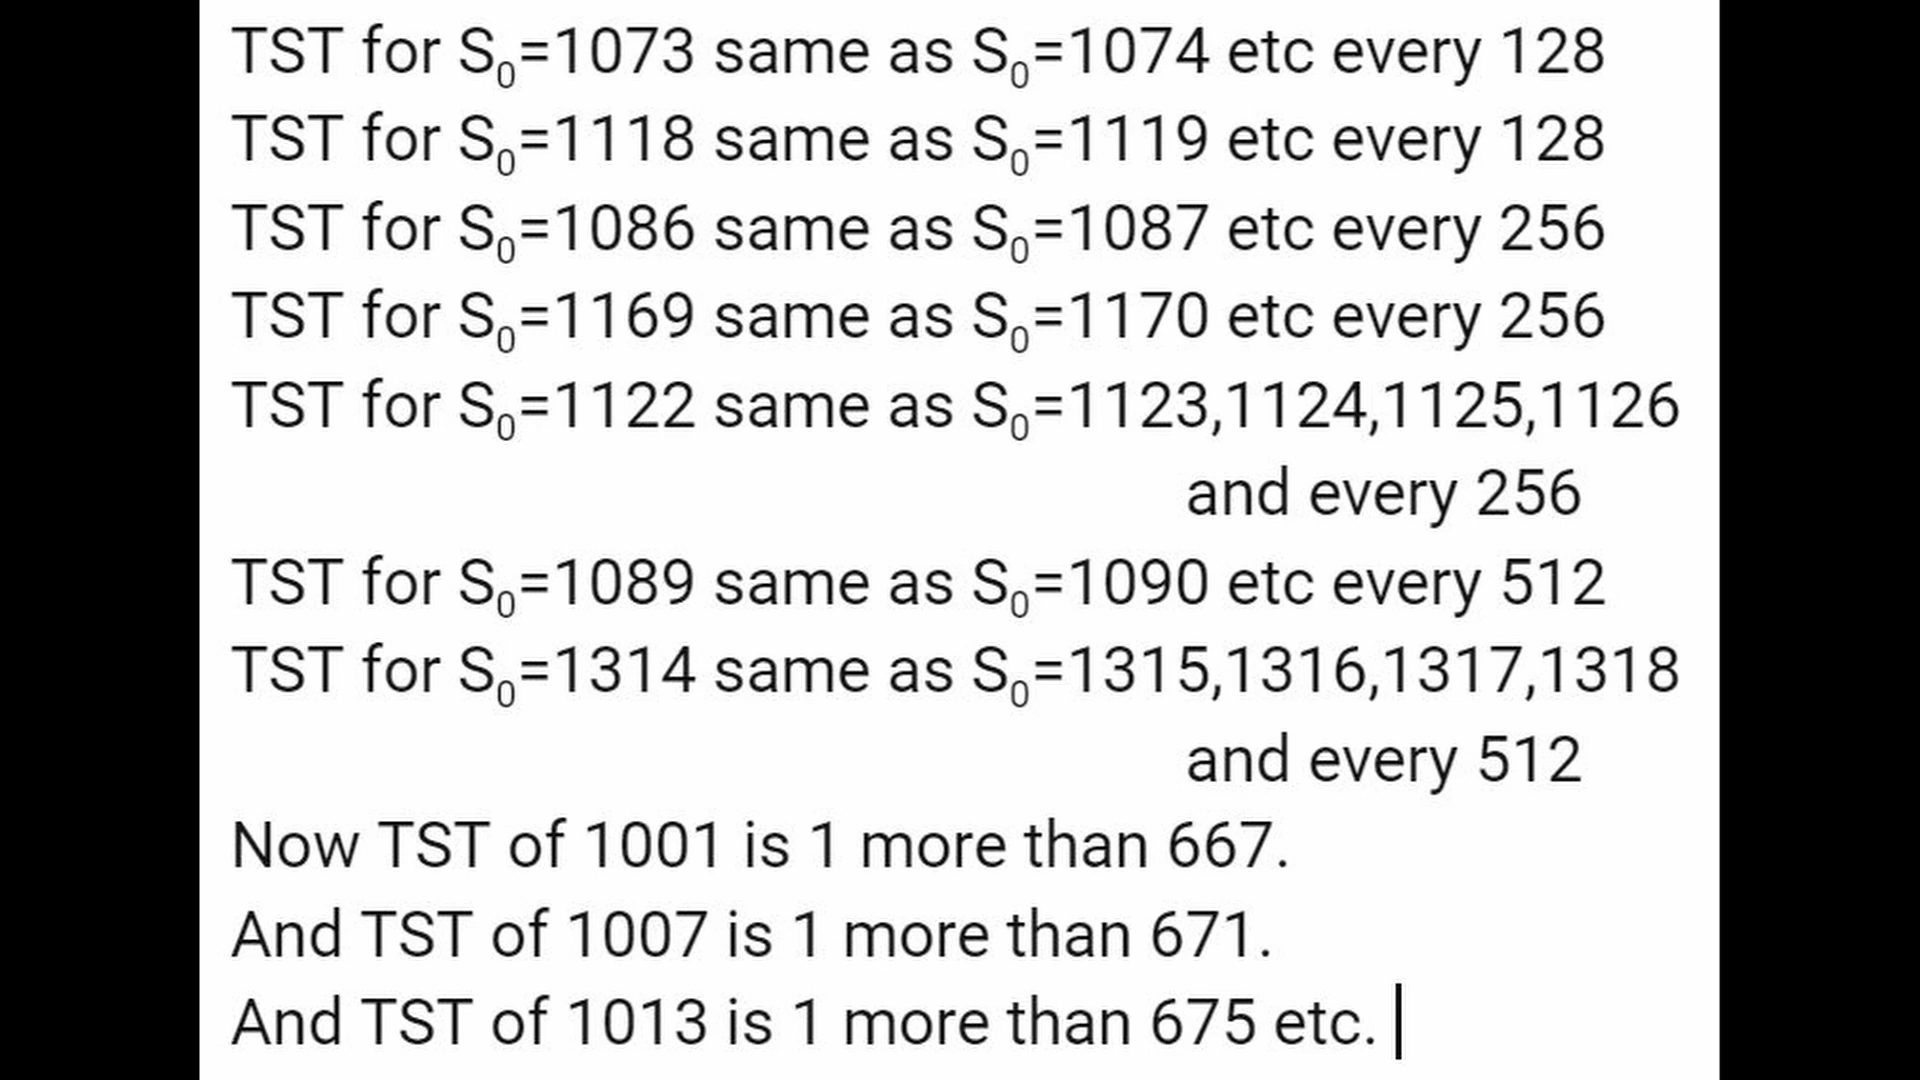 TST for S₀=1073 same as S₀=1074 etc every 128
TST for S₀=1118 same as S₀=1119 etc every 128
TST for S₀=1086 same as S₀=1087 etc every 256
TST for S₀=1169 same as S₀=1170 etc every 256
TST for S₀=1122 same as S₀=1123,1124,1125,1126
and every 256
TST for S₀=1089 same as S₀=1090 etc every 512
TST for S₀=1314 same as S₀=1315,1316,1317,1318
and every 512
Now TST of 1001 is 1 more than 667.
And TST of 1007 is 1 more than 671.
And TST of 1013 is 1 more than 675 etc.